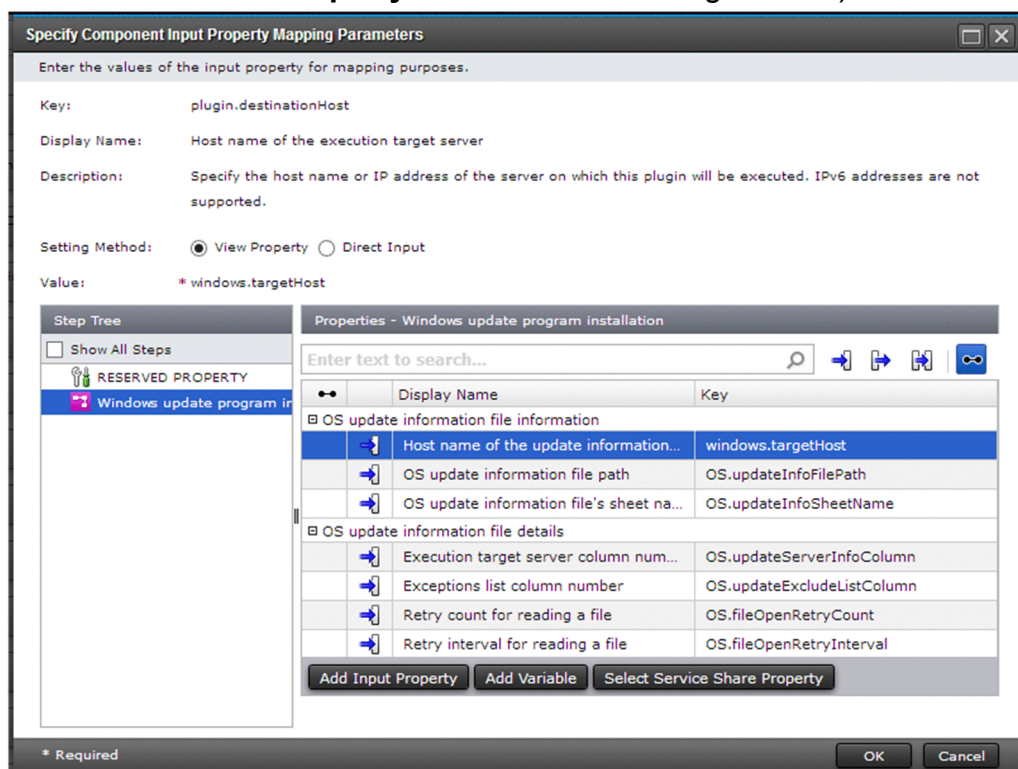 Specify Component Input Property Mapping Parameters
Enter the values of the input property for mapping purposes.
Key: plugin.destinationHost
Display Name: Host name of the execution target server
Description: Specify the host name or IP address of the server on which this plugin will be executed. IPv6 addresses are not
supported.
Setting Method: View Property Direct Input
Value: * windows.targetHost
Step Tree Properties - Windows update program installation
Show All Steps Enter text to search...
RESERVED PROPERTY
Windows update program in
Display Name Key
OS update information file information
Host name of the update information... windows.targetHost
OS update information file path OS.updateInfoFilePath
OS update information file's sheet na... OS.updateInfoSheetName
OS update information file details
Execution target server column num... OS.updateServerInfoColumn
Exceptions list column number OS.updateExcludeListColumn
Retry count for reading a file OS.fileOpenRetryCount
Retry interval for reading a file OS.fileOpenRetryInterval
Add Input Property Add Variable Select Service Share Property
* Required OK Cancel